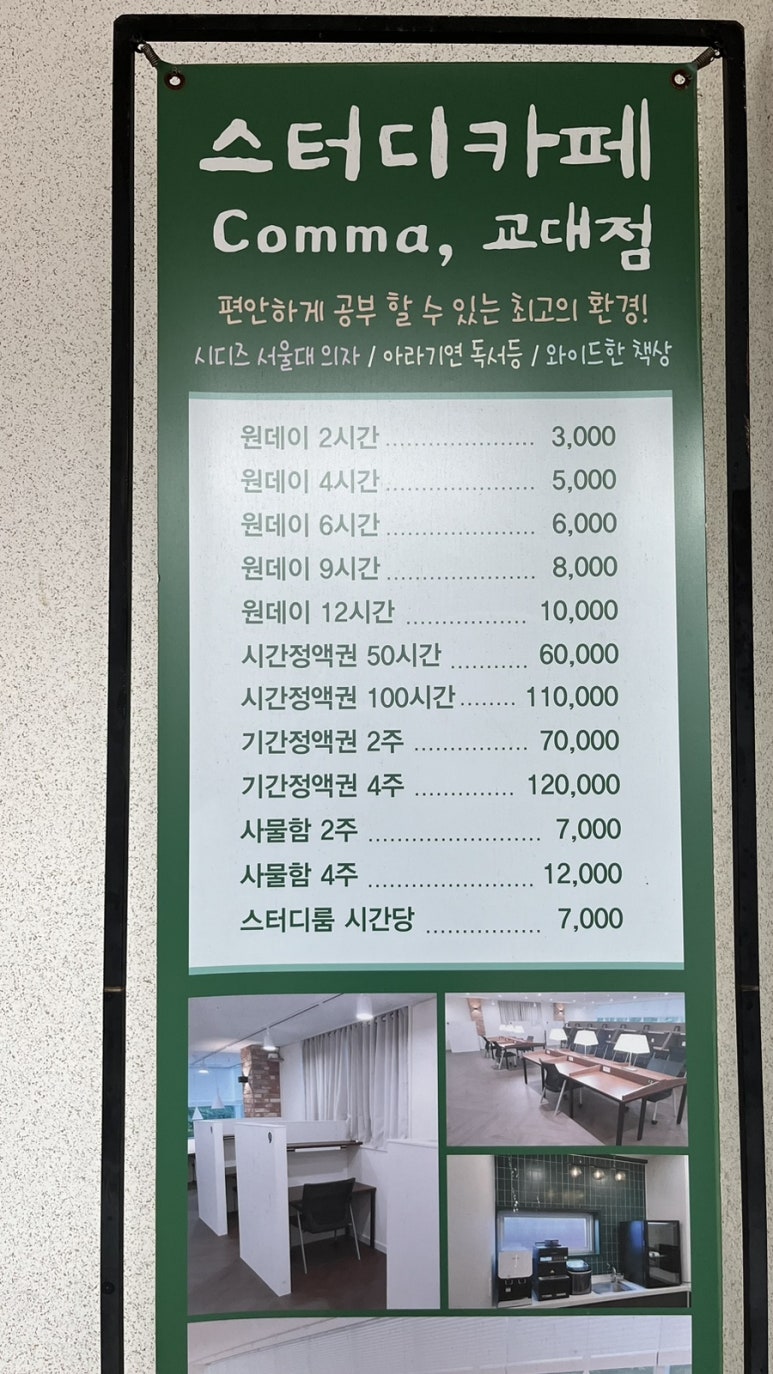 스터디카페
Comma, 교대점
편안하게 공부 할 수 있는 최고의 환경!
시디즈 서울대 의자 / 아라기연 독서등 / 와이드한 책상
원데이 2시간 ...................... 3,000
원데이 4시간 ...................... 5,000
원데이 6시간 ...................... 6,000
원데이 9시간 ...................... 8,000
원데이 12시간 ................. 10,000
시간정액권 50시간 ........... 60,000
시간정액권 100시간 ........ 110,000
기간정액권 2주 ................ 70,000
기간정액권 4주 .............. 120,000
사물함 2주 ........................ 7,000
사물함 4주 ....................... 12,000
스터디룸 시간당 ................ 7,000